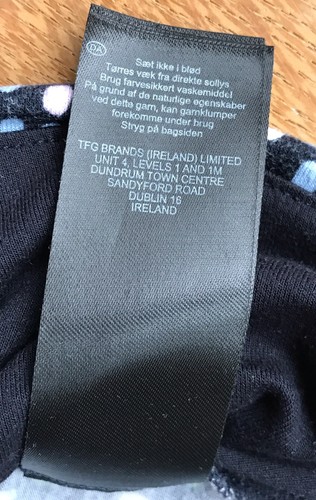 DA
Sæt ikke i blød
Tørres væk fra direkte sollys
Brug farvesikkert vaskemiddel
På grund af de naturlige egenskaber
ved dette garn, kan garnklumper
forekomme under brug
Stryg på bagsiden
TFG BRANDS (IRELAND) LIMITED
UNIT 4, LEVELS 1 AND 1M
DUNDRUM TOWN CENTRE
SANDYFORD ROAD
DUBLIN 16
IRELAND